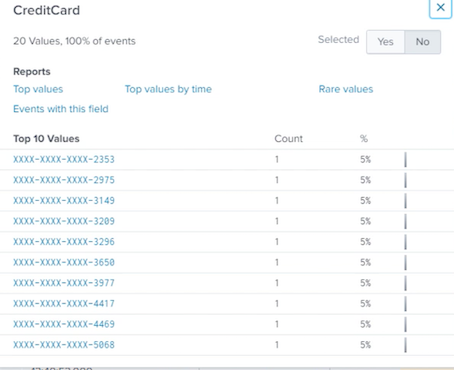 CreditCard
20 Values, 100% of events
Selected Yes No
Reports
Top values Top values by time Rare values
Events with this field
Top 10 Values Count %
XXXX-XXXX-XXXX-2353 1 5%
XXXX-XXXX-XXXX-2975 1 5%
XXXX-XXXX-XXXX-3149 1 5%
XXXX-XXXX-XXXX-3209 1 5%
XXXX-XXXX-XXXX-3296 1 5%
XXXX-XXXX-XXXX-3650 1 5%
XXXX-XXXX-XXXX-3977 1 5%
XXXX-XXXX-XXXX-4417 1 5%
XXXX-XXXX-XXXX-4469 1 5%
XXXX-XXXX-XXXX-5068 1 5%